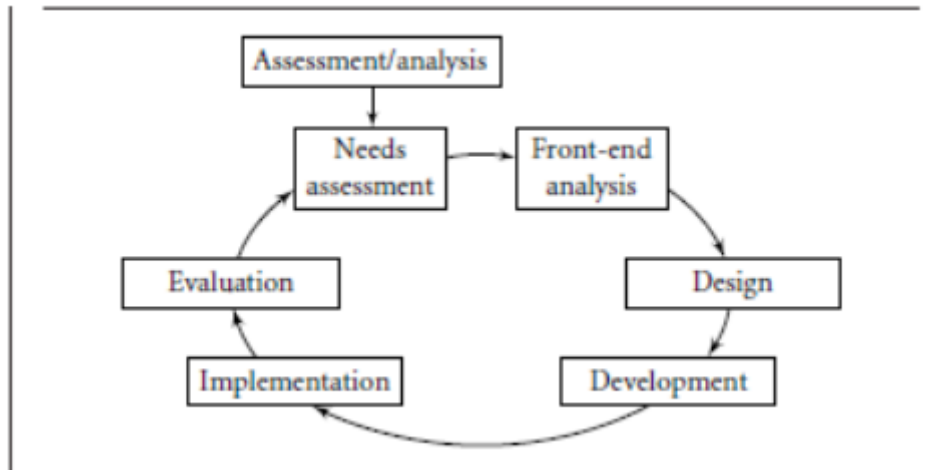 Assessment/analysis
Needs
assessment
Front-end
analysis
Evaluation
Design
Implementation
Development